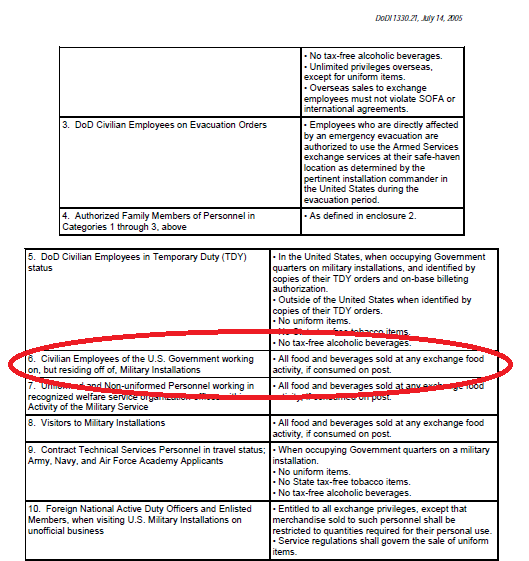 DoDI 1330.21, July 14, 2005
• No tax-free alcoholic beverages.
• Unlimited privileges overseas,
except for uniform items.
• Overseas sales to exchange
employees must not violate SOFA or
international agreements.
3. DoD Civilian Employees on Evacuation Orders
• Employees who are directly affected
by an emergency evacuation are
authorized to use the Armed Services
exchange services at their safe-haven
location as determined by the
pertinent installation commander in
the United States during the
evacuation period.
4. Authorized Family Members of Personnel in
Categories 1 through 3, above
• As defined in enclosure 2.
5. DoD Civilian Employees in Temporary Duty (TDY)
status
• In the United States, when occupying Government
quarters on military installations, and identified by
copies of their TDY orders and on-base billeting
authorization.
• Outside of the United States when identified by
copies of their TDY orders.
• No uniform items.
• No State tax-free tobacco items.
• No tax-free alcoholic beverages.
6. Civilian Employees of the U.S. Government working
on, but residing off of, Military Installations
• All food and beverages sold at any exchange food
activity, if consumed on post.
7. Uniformed and Non-uniformed Personnel working in
recognized welfare service organization offices within
Activity of the Military Service
• All food and beverages sold at any exchange food
activity, if consumed on post.
8. Visitors to Military Installations
• All food and beverages sold at any exchange food
activity, if consumed on post.
9. Contract Technical Services Personnel in travel status;
Army, Navy, and Air Force Academy Applicants
• When occupying Government quarters on a military
installation.
• No uniform items.
• No State tax-free tobacco items.
• No tax-free alcoholic beverages.
10. Foreign National Active Duty Officers and Enlisted
Members, when visiting U.S. Military Installations on
unofficial business
• Entitled to all exchange privileges, except that
merchandise sold to such personnel shall be
restricted to quantities required for their personal use.
• Service regulations shall govern the sale of uniform
items.